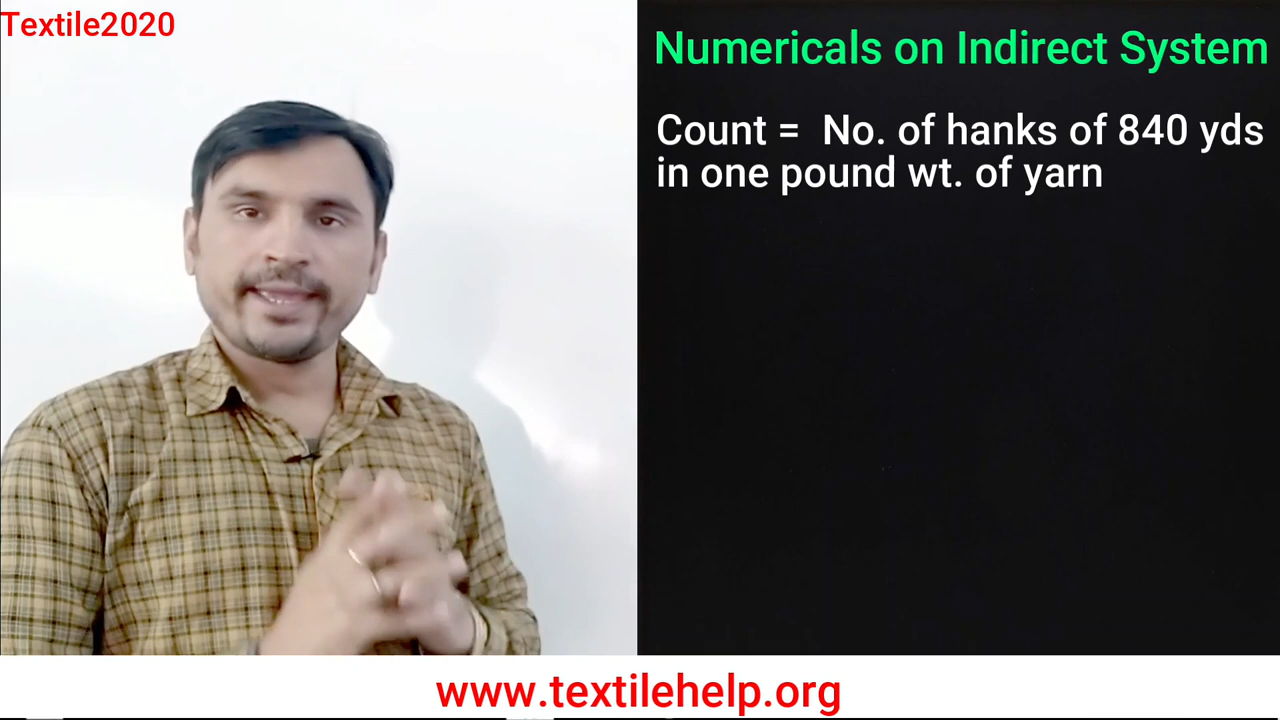 Textile2020
Numericals on Indirect System
Count = No. of hanks of 840 yds
in one pound wt. of yarn
www.textilehelp.org